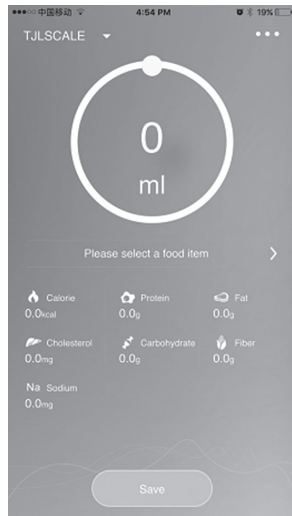 中国移动 4:54 PM 19%
TJLSCALE
0
ml
Please select a food item
Calorie Protein Fat
0.0kcal 0.0g 0.0g
Cholesterol Carbohydrate Fiber
0.0mg 0.0g 0.0g
Na Sodium
0.0mg
Save